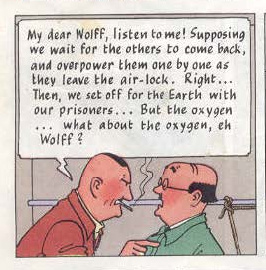 My dear Wolff, listen to me! Supposing
we wait for the others to come back,
and overpower them one by one as
they leave the air-lock. Right...
Then, we set off for the Earth with
our prisoners... But the oxygen
... what about the oxygen, eh
Wolff?